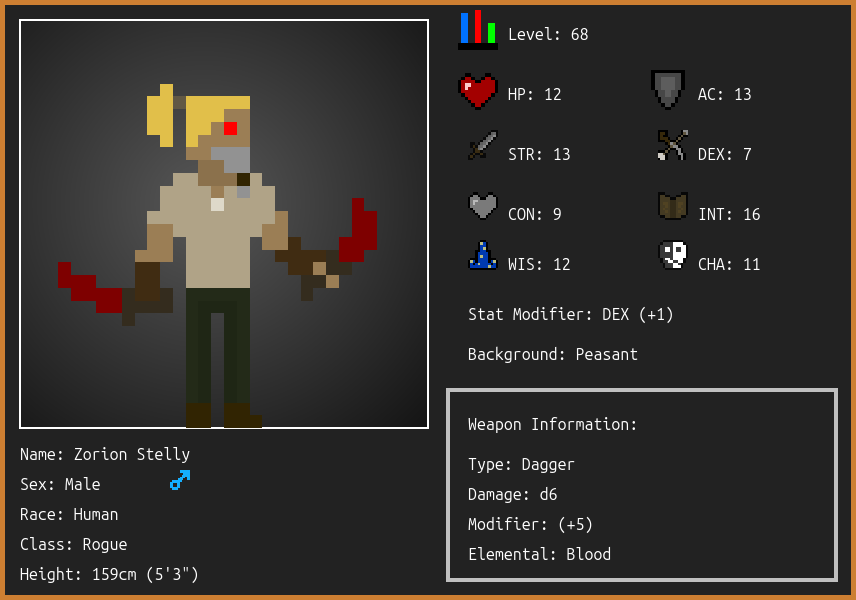 Level: 68
HP: 12
AC: 13
STR: 13
DEX: 7
CON: 9
INT: 16
WIS: 12
CHA: 11
Stat Modifier: DEX (+1)
Background: Peasant
Weapon Information:
Type: Dagger
Damage: d6
Modifier: (+5)
Elemental: Blood
Name: Zorion Stelly
Sex: Male
Race: Human
Class: Rogue
Height: 159cm (5'3")